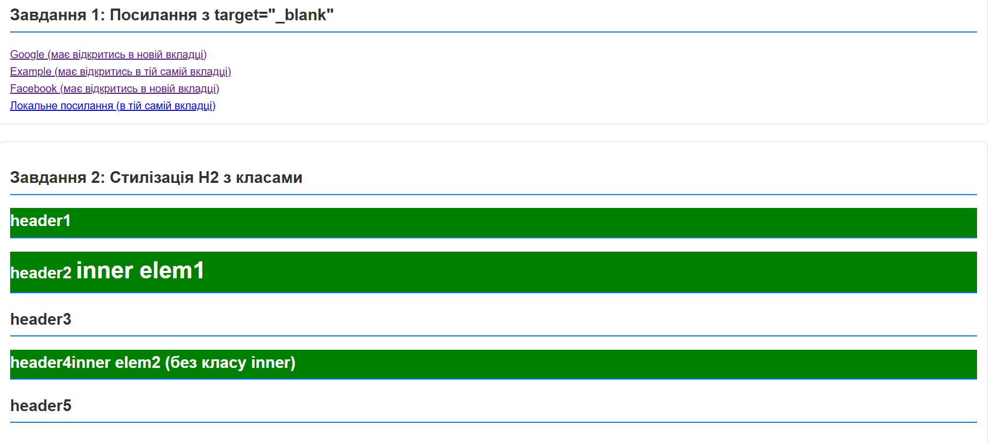 Завдання 1: Посилання з target="_blank"
Google (має відкритись в новій вкладці)
Example (має відкритись в тій самій вкладці)
Facebook (має відкритись в новій вкладці)
Локальне посилання (в тій самій вкладці)
Завдання 2: Стилізація H2 з класами
header1
header2 inner elem1
header3
header4inner elem2 (без класу inner)
header5